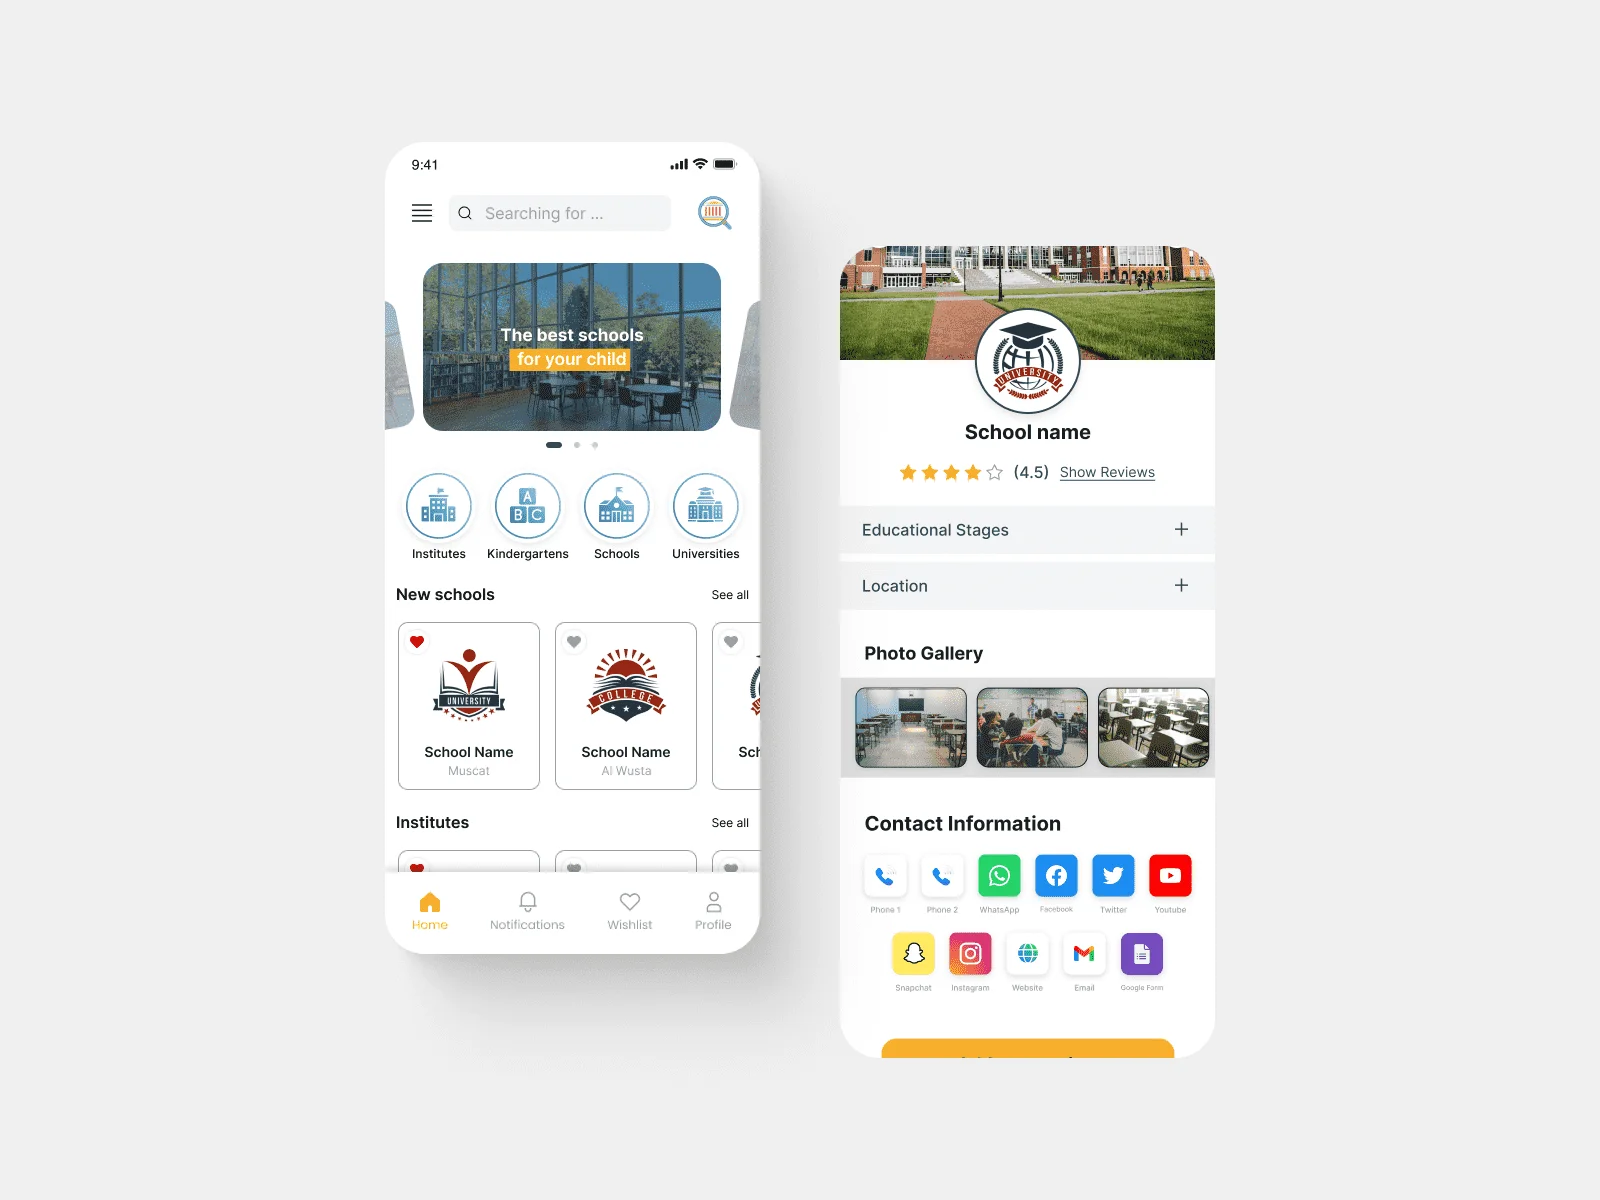 9:41
Searching for ...
The best schools
for your child
A
B C
Institutes
Kindergartens
Schools
Universities
New schools
See all
UNIVERSITY
School Name
Muscat
COLLEGE
School Name
Al Wusta
Sch
Institutes
See all
Home
Notifications
Wishlist
Profile
UNIVERSITY
School name
(4.5)
Show Reviews
Educational Stages
Location
Photo Gallery
Contact Information
Phone 1
Phone 2
WhatsApp
Facebook
Twitter
Youtube
Snapchat
Instagram
Website
Email
Google Form